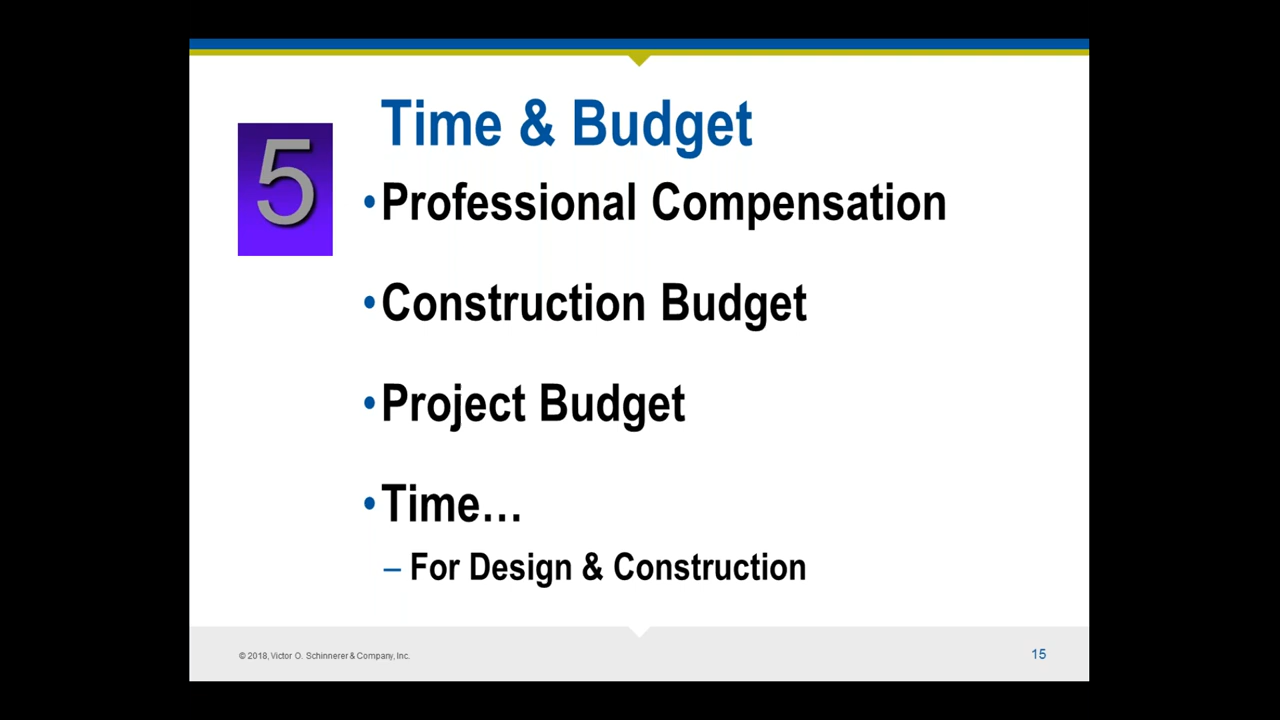 Time & Budget
5
•Professional Compensation
•Construction Budget
•Project Budget
•Time…
– For Design & Construction
© 2018, Victor O. Schinnerer & Company, Inc.
15